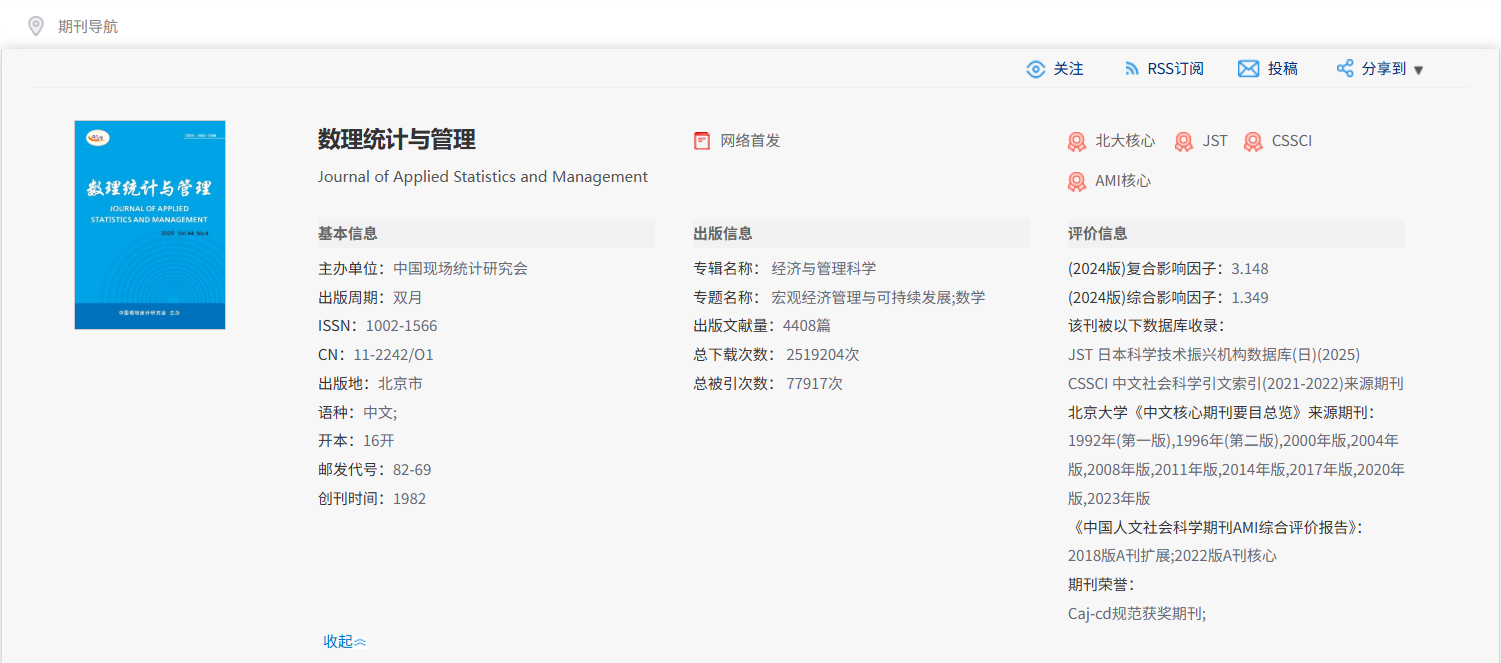 期刊导航
关注
RSS订阅
投稿
分享到
数理统计与管理
JOURNAL OF APPLIED
STATISTICS AND MANAGEMENT
中国现场统计研究会 主办
数理统计与管理
Journal of Applied Statistics and Management
网络首发
北大核心
JST
CSSCI
AMI核心
基本信息
主办单位：中国现场统计研究会
出版周期：双月
ISSN：1002-1566
CN：11-2242/O1
出版地：北京市
语种：中文;
开本：16开
邮发代号：82-69
创刊时间：1982
出版信息
专辑名称：经济与管理科学
专题名称：宏观经济管理与可持续发展;数学
出版文献量：4408篇
总下载次数：2519204次
总被引次数：77917次
评价信息
(2024版)复合影响因子：3.148
(2024版)综合影响因子：1.349
该刊被以下数据库收录：
JST 日本科学技术振兴机构数据库(日)(2025)
CSSCI 中文社会科学引文索引(2021-2022)来源期刊
北京大学《中文核心期刊要目总览》来源期刊：
1992年(第一版),1996年(第二版),2000年版,2004年
版,2008年版,2011年版,2014年版,2017年版,2020年
版,2023年版
《中国人文社会科学期刊AMI综合评价报告》：
2018版A刊扩展;2022版A刊核心
期刊荣誉：
Caj-cd规范获奖期刊;
收起